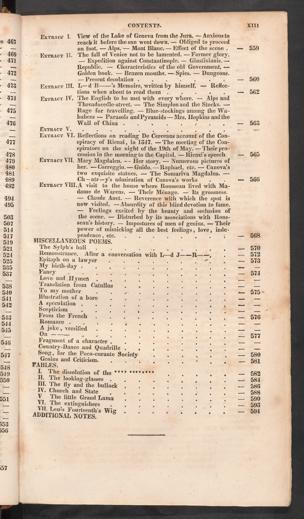 CONTENTS. XIII
EXTRACT I. View of the Lake of Geneva from the Jura. — Anxious to
reach it before the sun went down. — Obliged to proceed
on foot. — Alps. — Mont Blanc. — Effect of the scene . — 559
EXTRACT II. The fall of Venice not to be lamented. — Former glory.
— Expedition against Constantinople. — Giustinianis.
Republic. — Characteristics of the old Government. —
Golden book. — Brazen mouths. — Spies. — Dungeons.
— Present desolation — 560
EXTRACT III. L—d B——'s Memoirs, written by himself. — Reflec-
tions when about to read them — 562
EXTRACT IV. The English to be met with every where. — Alps and
Threadneedle-street. — The Simplon and the Stocks. —
Rage for travelling. — Blue-stockings among the Wa-
habees. — Parasols and Pyramids. — Mrs. Hopkins and the
Wall of China — 563
EXTRACT V. —
EXTRACT VI. Reflections on reading De Cerceau's account of the Con-
spiracy of Rienzi, in 1347. — The meeting of the Con-
spirators on the night of the 19th of May. — Their pro-
cession in the morning to the Capitol. — Rienzi's speech — 565
EXTRACT VII. Mary Magdalen. — Her story. — Numerous pictures of
her. — Correggio. — Guido. — Raphael, etc. — Canova's
two exquisite statues. — The Somariva Magdalen. —
Ch—ntr—y's admiration of Canova's works — 566
EXTRACT VIII. A visit to the house where Rousseau lived with Ma-
dame de Warens. — Their Ménage. — Its grossness.
— Claude Anet. — Reverence with which the spot is
now visited. — Absurdity of this blind devotion to fame.
— Feelings excited by the beauty and seclusion of
the scene. — Disturbed by its associations with Rous-
seau's history. — Impostures of men of genius. — Their
power of mimicking all the best feelings, love, inde-
pendence, etc. — 568
MISCELLANEOUS POEMS.
The Sylph's ball — 570
Remonstrance. After a conversation with L—d J——R——. — 572
Epitaph on a lawyer — 573
My birth-day —
Fancy — 574
Love and Hymen —
Translation from Catullus —
To my mother — 575
Illustration of a bore —
A speculation —
Scepticism —
From the French — 576
Romance —
A joke, versified —
On —— — 577
Fragment of a character —
Country-Dance and Quadrille —
Song, for the Poco-curante Society — 580
Genius and Criticism — 581
FABLES.
I. The dissolution of the **** ******** — 582
II. The looking-glasses — 584
III. The fly and the bullock — 586
IV. Church and State — 588
V. The little Grand Lama — 590
VI. The extinguishers — 593
VII. Lou's Fourteenth's Wig — 594
ADDITIONAL NOTES.